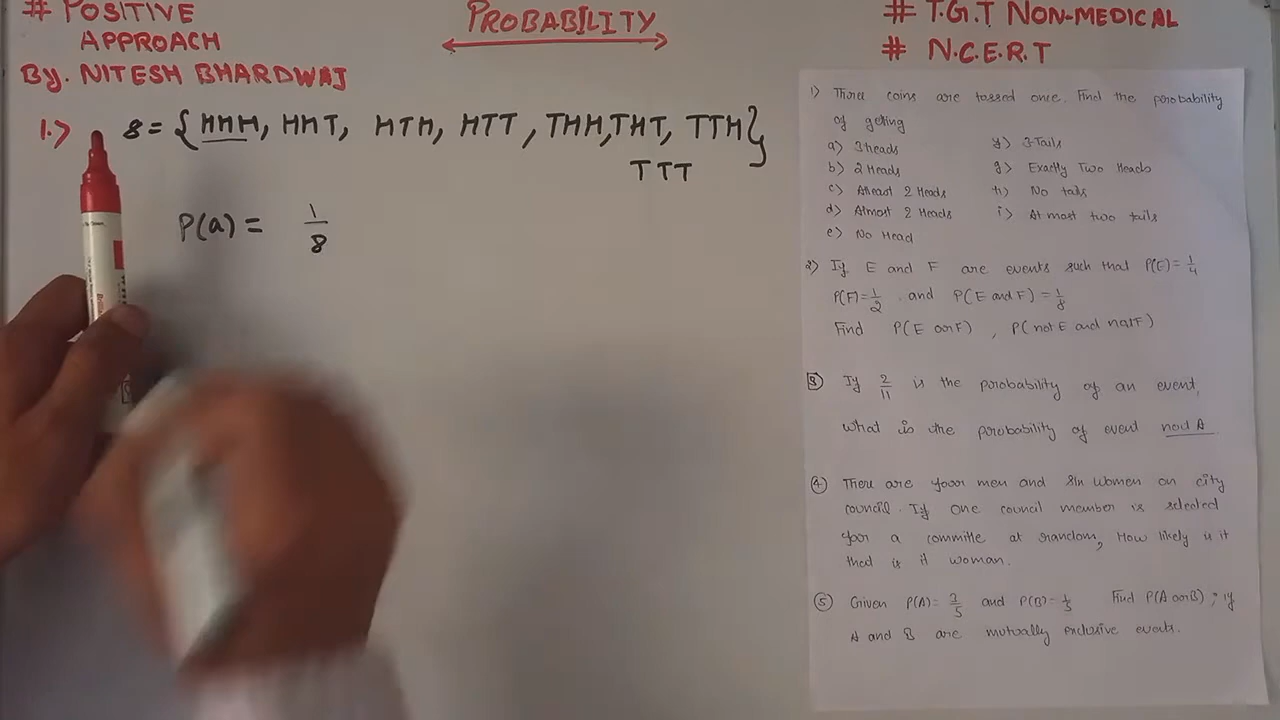 # POSITIVE
APPROACH
By. NITESH BHARDWAJ
PROBABILITY
# T.G.T NON-MEDICAL
# N.C.E.R.T
1.> S = {HHH, HHT, HTH, HTT, THH, THT, TTH}
TTT
P(a) = 1/8
1) Three coins are tossed once. Find the probability
of geting
a) 3 heads
b) 2 Heads
c) Atleast 2 Heads
d) Atmost 2 Heads
e) No Head
f) 3 Tails
g) Exactly Two Heads
h) No tails
i) At most two tails
2) If E and F are events such that P(E) = 1/4
P(F) = 1/2 . and P(E and F) = 1/8
Find P(E or F) , P(not E and not F)
3 If 2/11 is the probability of an event,
what is the probability of event not A
4 There are four men and six women on city
council. If one council member is selected
for a committe at random, How likely is it
that is it woman.
5 Given P(A) = 3/5 and P(B) = 1/5 Find P(A or B) ; if
A and B are mutually exclusive events.